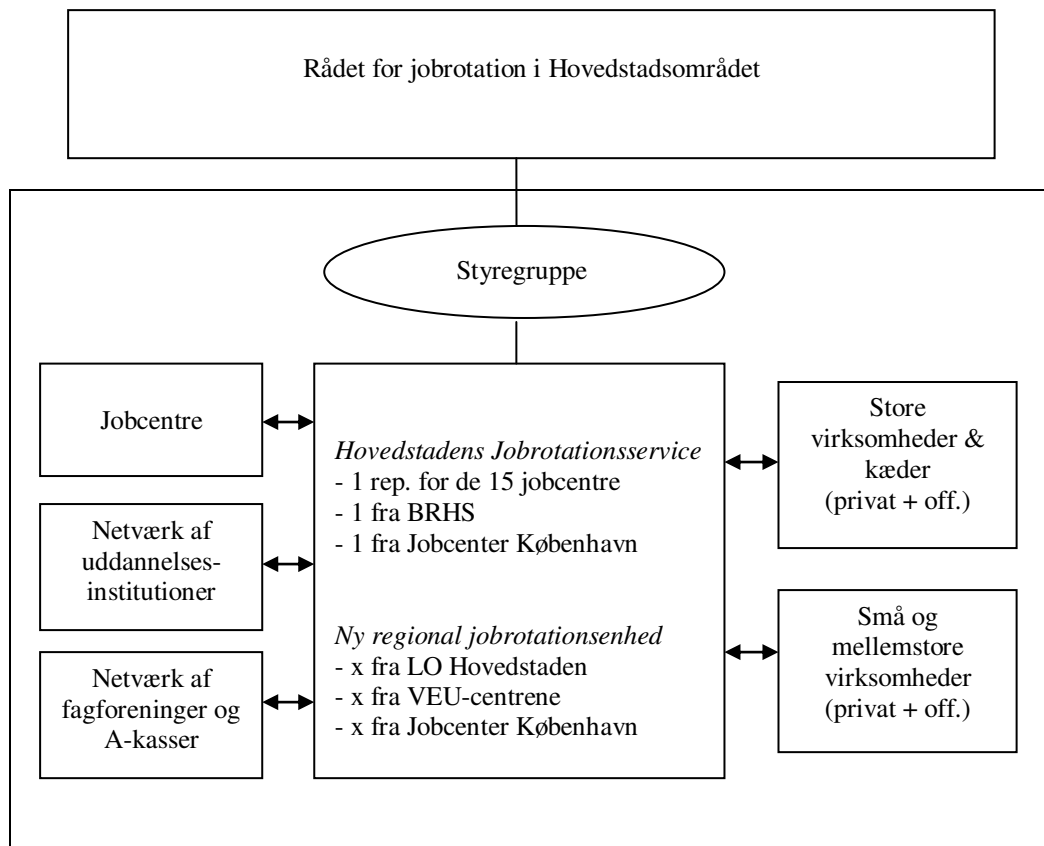 Rådet for jobrotation i Hovedstadsområdet
Styregruppe
Jobcentre
Netværk af
uddannelses-
institutioner
Netværk af
fagforeninger og
A-kasser
Hovedstadens Jobrotationsservice
- 1 rep. for de 15 jobcentre
- 1 fra BRHS
- 1 fra Jobcenter København
Ny regional jobrotationsenhed
- x fra LO Hovedstaden
- x fra VEU-centrene
- x fra Jobcenter København
Store
virksomheder &
kæder
(privat + off.)
Små og
mellemstore
virksomheder
(privat + off.)